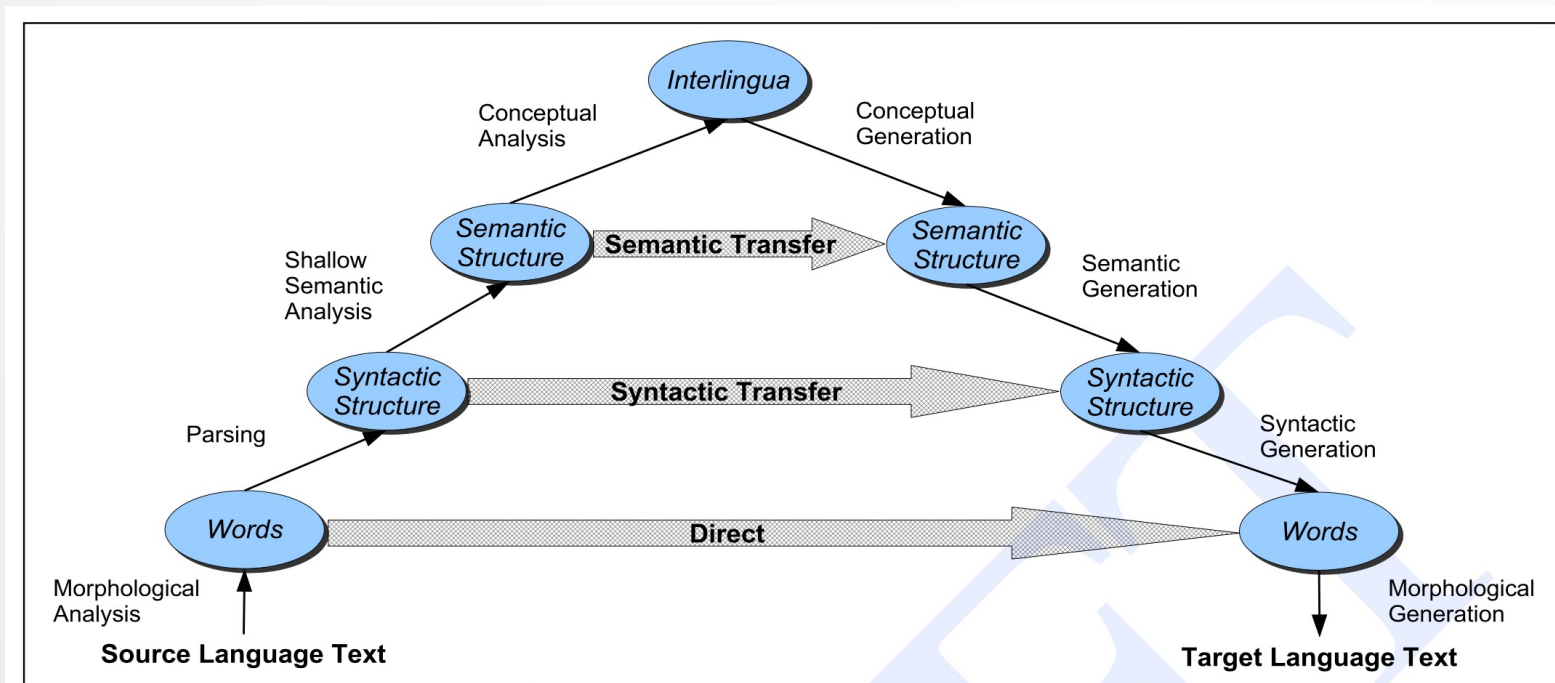 Interlingua
Conceptual
Analysis
Conceptual
Generation
Semantic
Structure
Semantic Transfer
Semantic
Structure
Shallow
Semantic
Analysis
Semantic
Generation
Syntactic
Structure
Syntactic Transfer
Syntactic
Structure
Parsing
Syntactic
Generation
Words
Direct
Words
Morphological
Analysis
Morphological
Generation
Source Language Text
Target Language Text